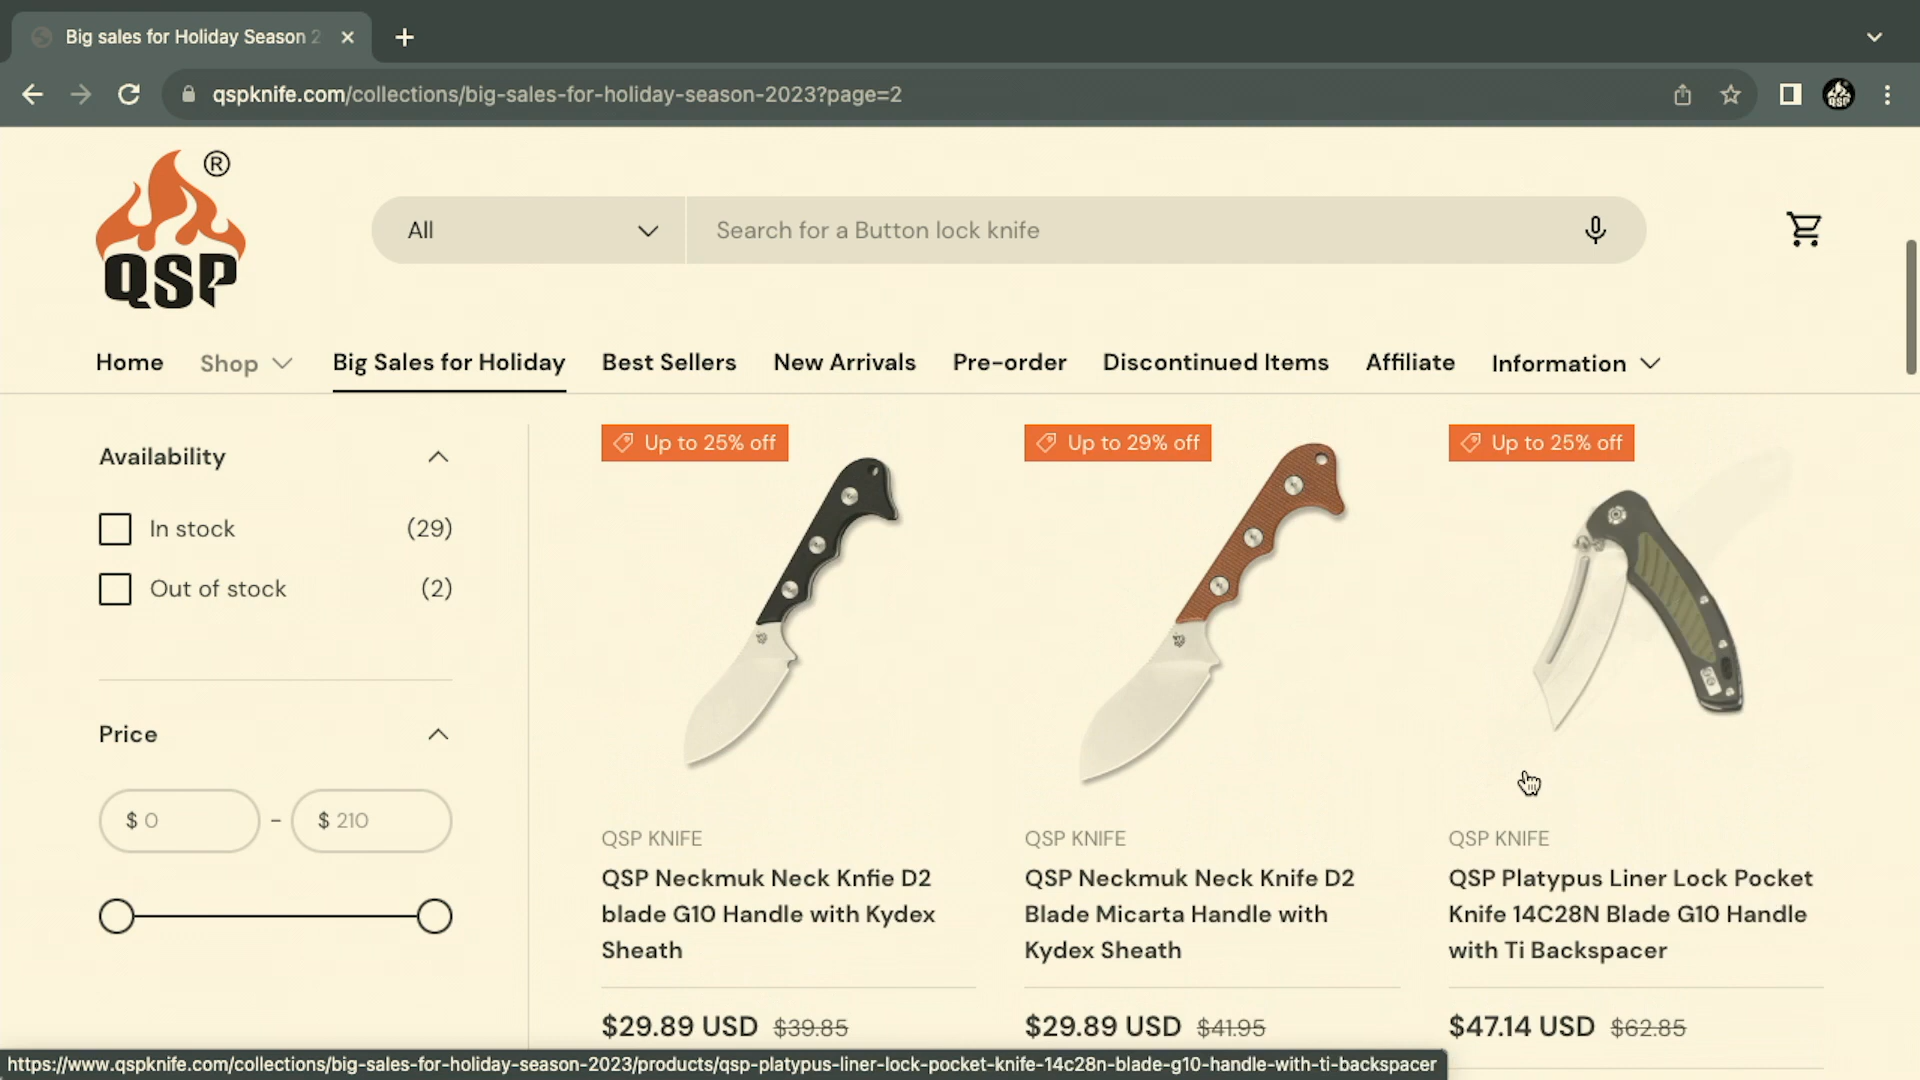 Big sales for Holiday Season 2
qspknife.com/collections/big-sales-for-holiday-season-2023?page=2
QSP
®
QSP
All
Search for a Button lock knife
Home
Shop
Big Sales for Holiday
Best Sellers
New Arrivals
Pre-order
Discontinued Items
Affiliate
Information
Availability
In stock
(29)
Out of stock
(2)
Price
$ 0
-
$ 210
Up to 25% off
QSP KNIFE
QSP Neckmuk Neck Knfie D2
blade G10 Handle with Kydex
Sheath
$29.89 USD $39.85
Up to 29% off
QSP KNIFE
QSP Neckmuk Neck Knife D2
Blade Micarta Handle with
Kydex Sheath
$29.89 USD $41.95
Up to 25% off
QSP KNIFE
QSP Platypus Liner Lock Pocket
Knife 14C28N Blade G10 Handle
with Ti Backspacer
$47.14 USD $62.85
https://www.qspknife.com/collections/big-sales-for-holiday-season-2023/products/qsp-platypus-liner-lock-pocket-knife-14c28n-blade-g10-handle-with-ti-backspacer